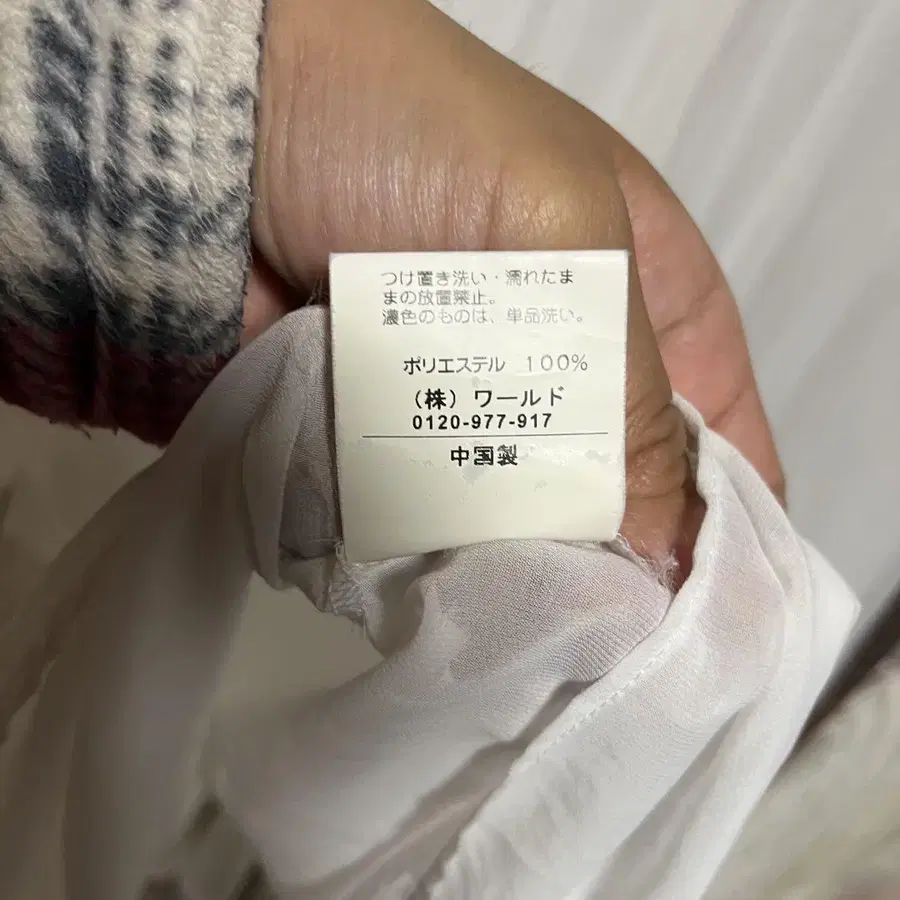 つけ置き洗い・濡れたま
まの放置禁止。
濃色のものは、単品洗い。
ポリエステル 100%
(株) ワールド
0120-977-917
中国製